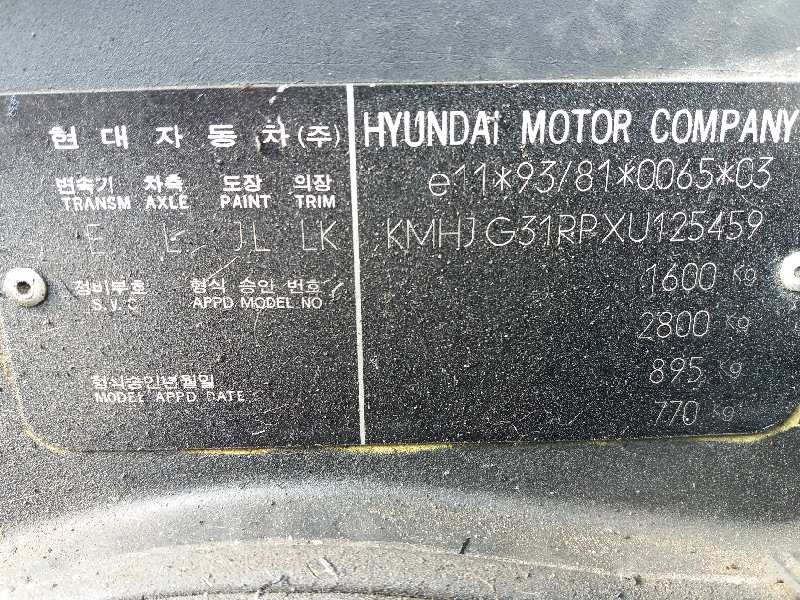 현대자동차(주) HYUNDAi MOTOR COMPANY
e11*93/81*0065*03
변속기 차축 도장 의장
TRANSM AXLE PAINT TRIM
E L JL LK KMHJG31RPXU125459
1600 Kg
정비부호 형식 승인 번호
S.V.C APPD MODEL NO
2800 Kg
895 Kg
형식승인년월일
MODEL APPD DATE
770 Kg